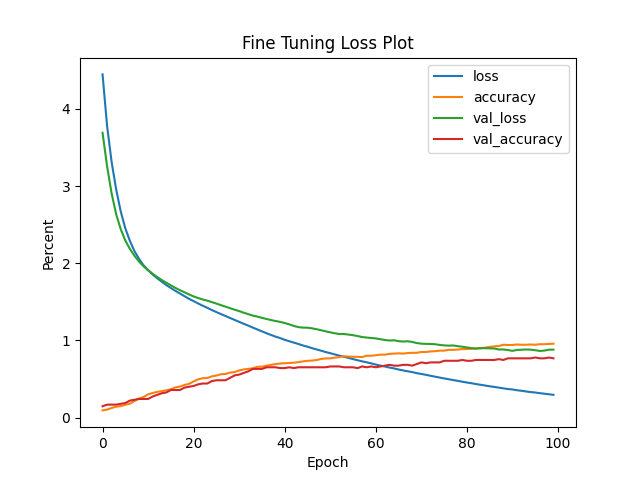 Fine Tuning Loss Plot
loss
accuracy
val_loss
val_accuracy
4
3
2
1
0
Percent
0 20 40 60 80 100
Epoch